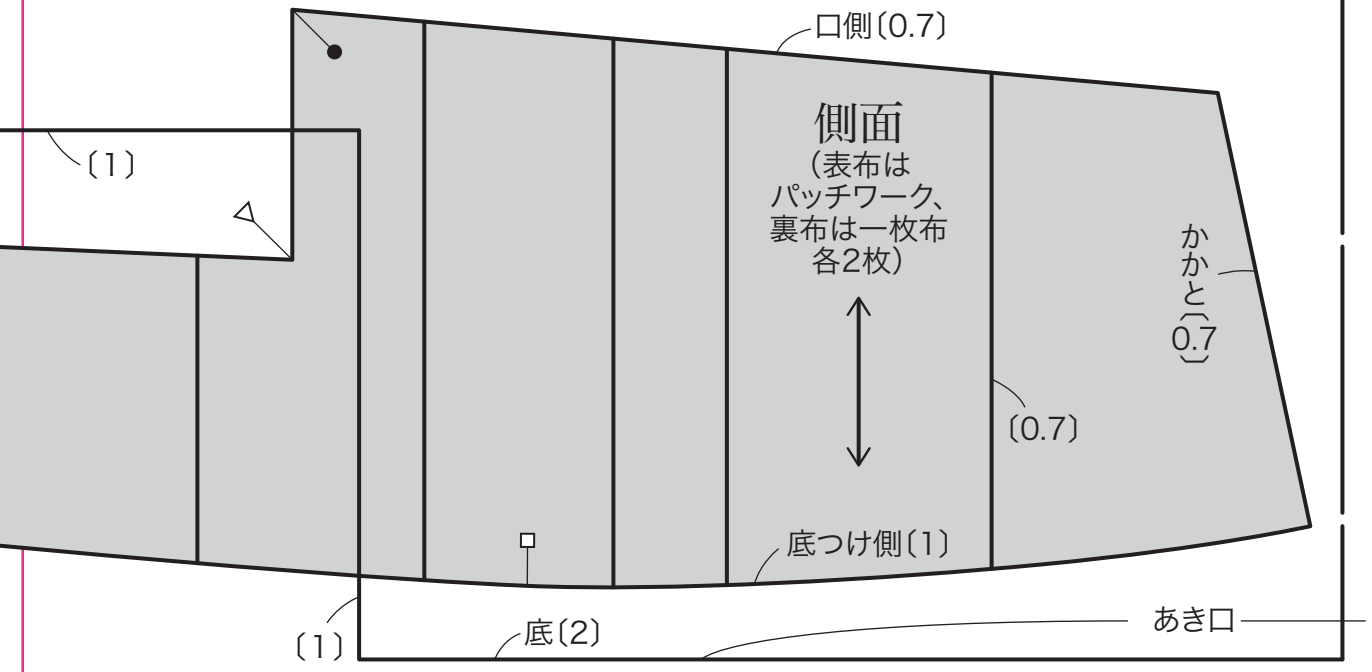 口側〔0.7〕
〔1〕
側面
（表布は
パッチワーク、
裏布は一枚布
各2枚）
かかと〔0.7〕
〔0.7〕
底つけ側〔1〕
〔1〕
底〔2〕
あき口